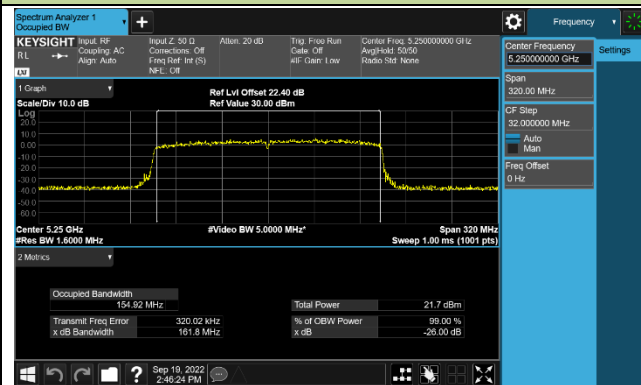 Spectrum Analyzer 1
Occupied BW
+
Frequency
KEYSIGHT
RL
LXI
Input: RF
Coupling: AC
Align: Auto
Input Z: 50 Ω
Corrections: Off
Freq Ref: Int (S)
NFE: Off
Atten: 20 dB
Trig: Free Run
Gate: Off
#IF Gain: Low
Center Freq: 5.250000000 GHz
Avg|Hold: 50/50
Radio Std: None
Center Frequency
5.250000000 GHz
Settings
Span
320.00 MHz
CF Step
32.000000 MHz
Auto
Man
Freq Offset
0 Hz
1 Graph
Scale/Div 10.0 dB
Ref Lvl Offset 22.40 dB
Ref Value 30.00 dBm
Log
20.0
10.0
0.00
-10.0
-20.0
-30.0
-40.0
-50.0
-60.0
Center 5.25 GHz
#Res BW 1.6000 MHz
#Video BW 5.0000 MHz*
Span 320 MHz
Sweep 1.00 ms (1001 pts)
2 Metrics
Occupied Bandwidth
154.92 MHz
Total Power 21.7 dBm
Transmit Freq Error 320.02 kHz
% of OBW Power 99.00 %
x dB Bandwidth 161.8 MHz
x dB -26.00 dB
?
Sep 19, 2022
2:46:24 PM